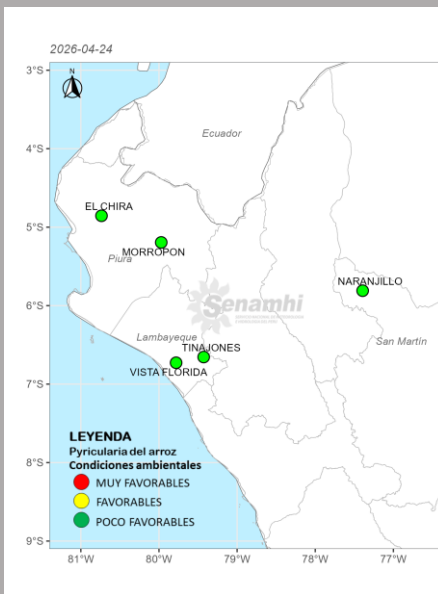 2026-04-24
N
3°S
4°S
5°S
6°S
7°S
8°S
9°S
Ecuador
EL CHIRA
MORROPON
Piura
NARANJILLO
Senamhi
San Martín
Lambayeque
TINAJONES
VISTA FLORIDA
LEYENDA
Pyricularia del arroz
Condiciones ambientales
MUY FAVORABLES
FAVORABLES
POCO FAVORABLES
81°W
80°W
79°W
78°W
77°W